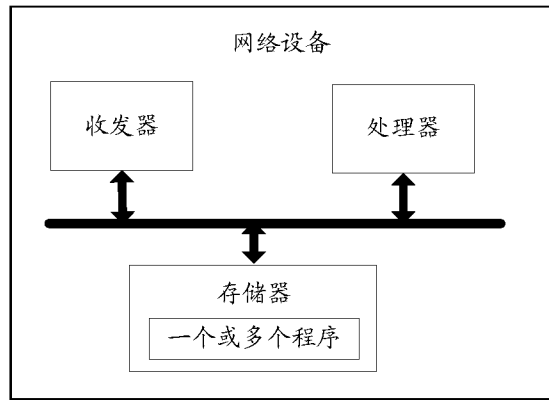 网络设备
收发器
处理器
存储器
一个或多个程序